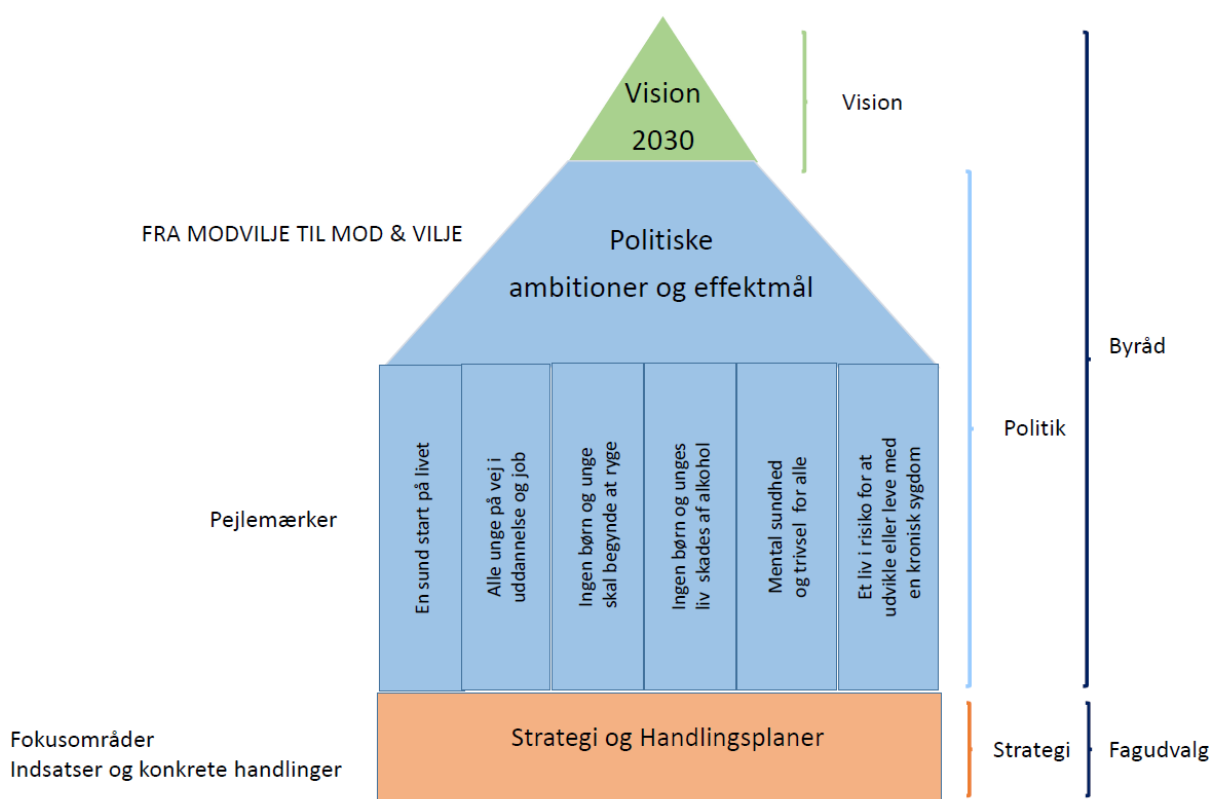 Vision
2030
Vision
FRA MODVILJE TIL MOD & VILJE
Politiske
ambitioner og effektmål
Byråd
Politik
Pejlemærker
En sund start på livet
Alle unge på vej i
uddannelse og job
Ingen børn og unge
skal begynde at ryge
Ingen børn og unges
liv skades af alkohol
Mental sundhed
og trivsel for alle
Et liv i risiko for at
udvikle eller leve med
en kronisk sygdom
Fokusområder
Indsatser og konkrete handlinger
Strategi og Handlingsplaner
Strategi
Fagudvalg